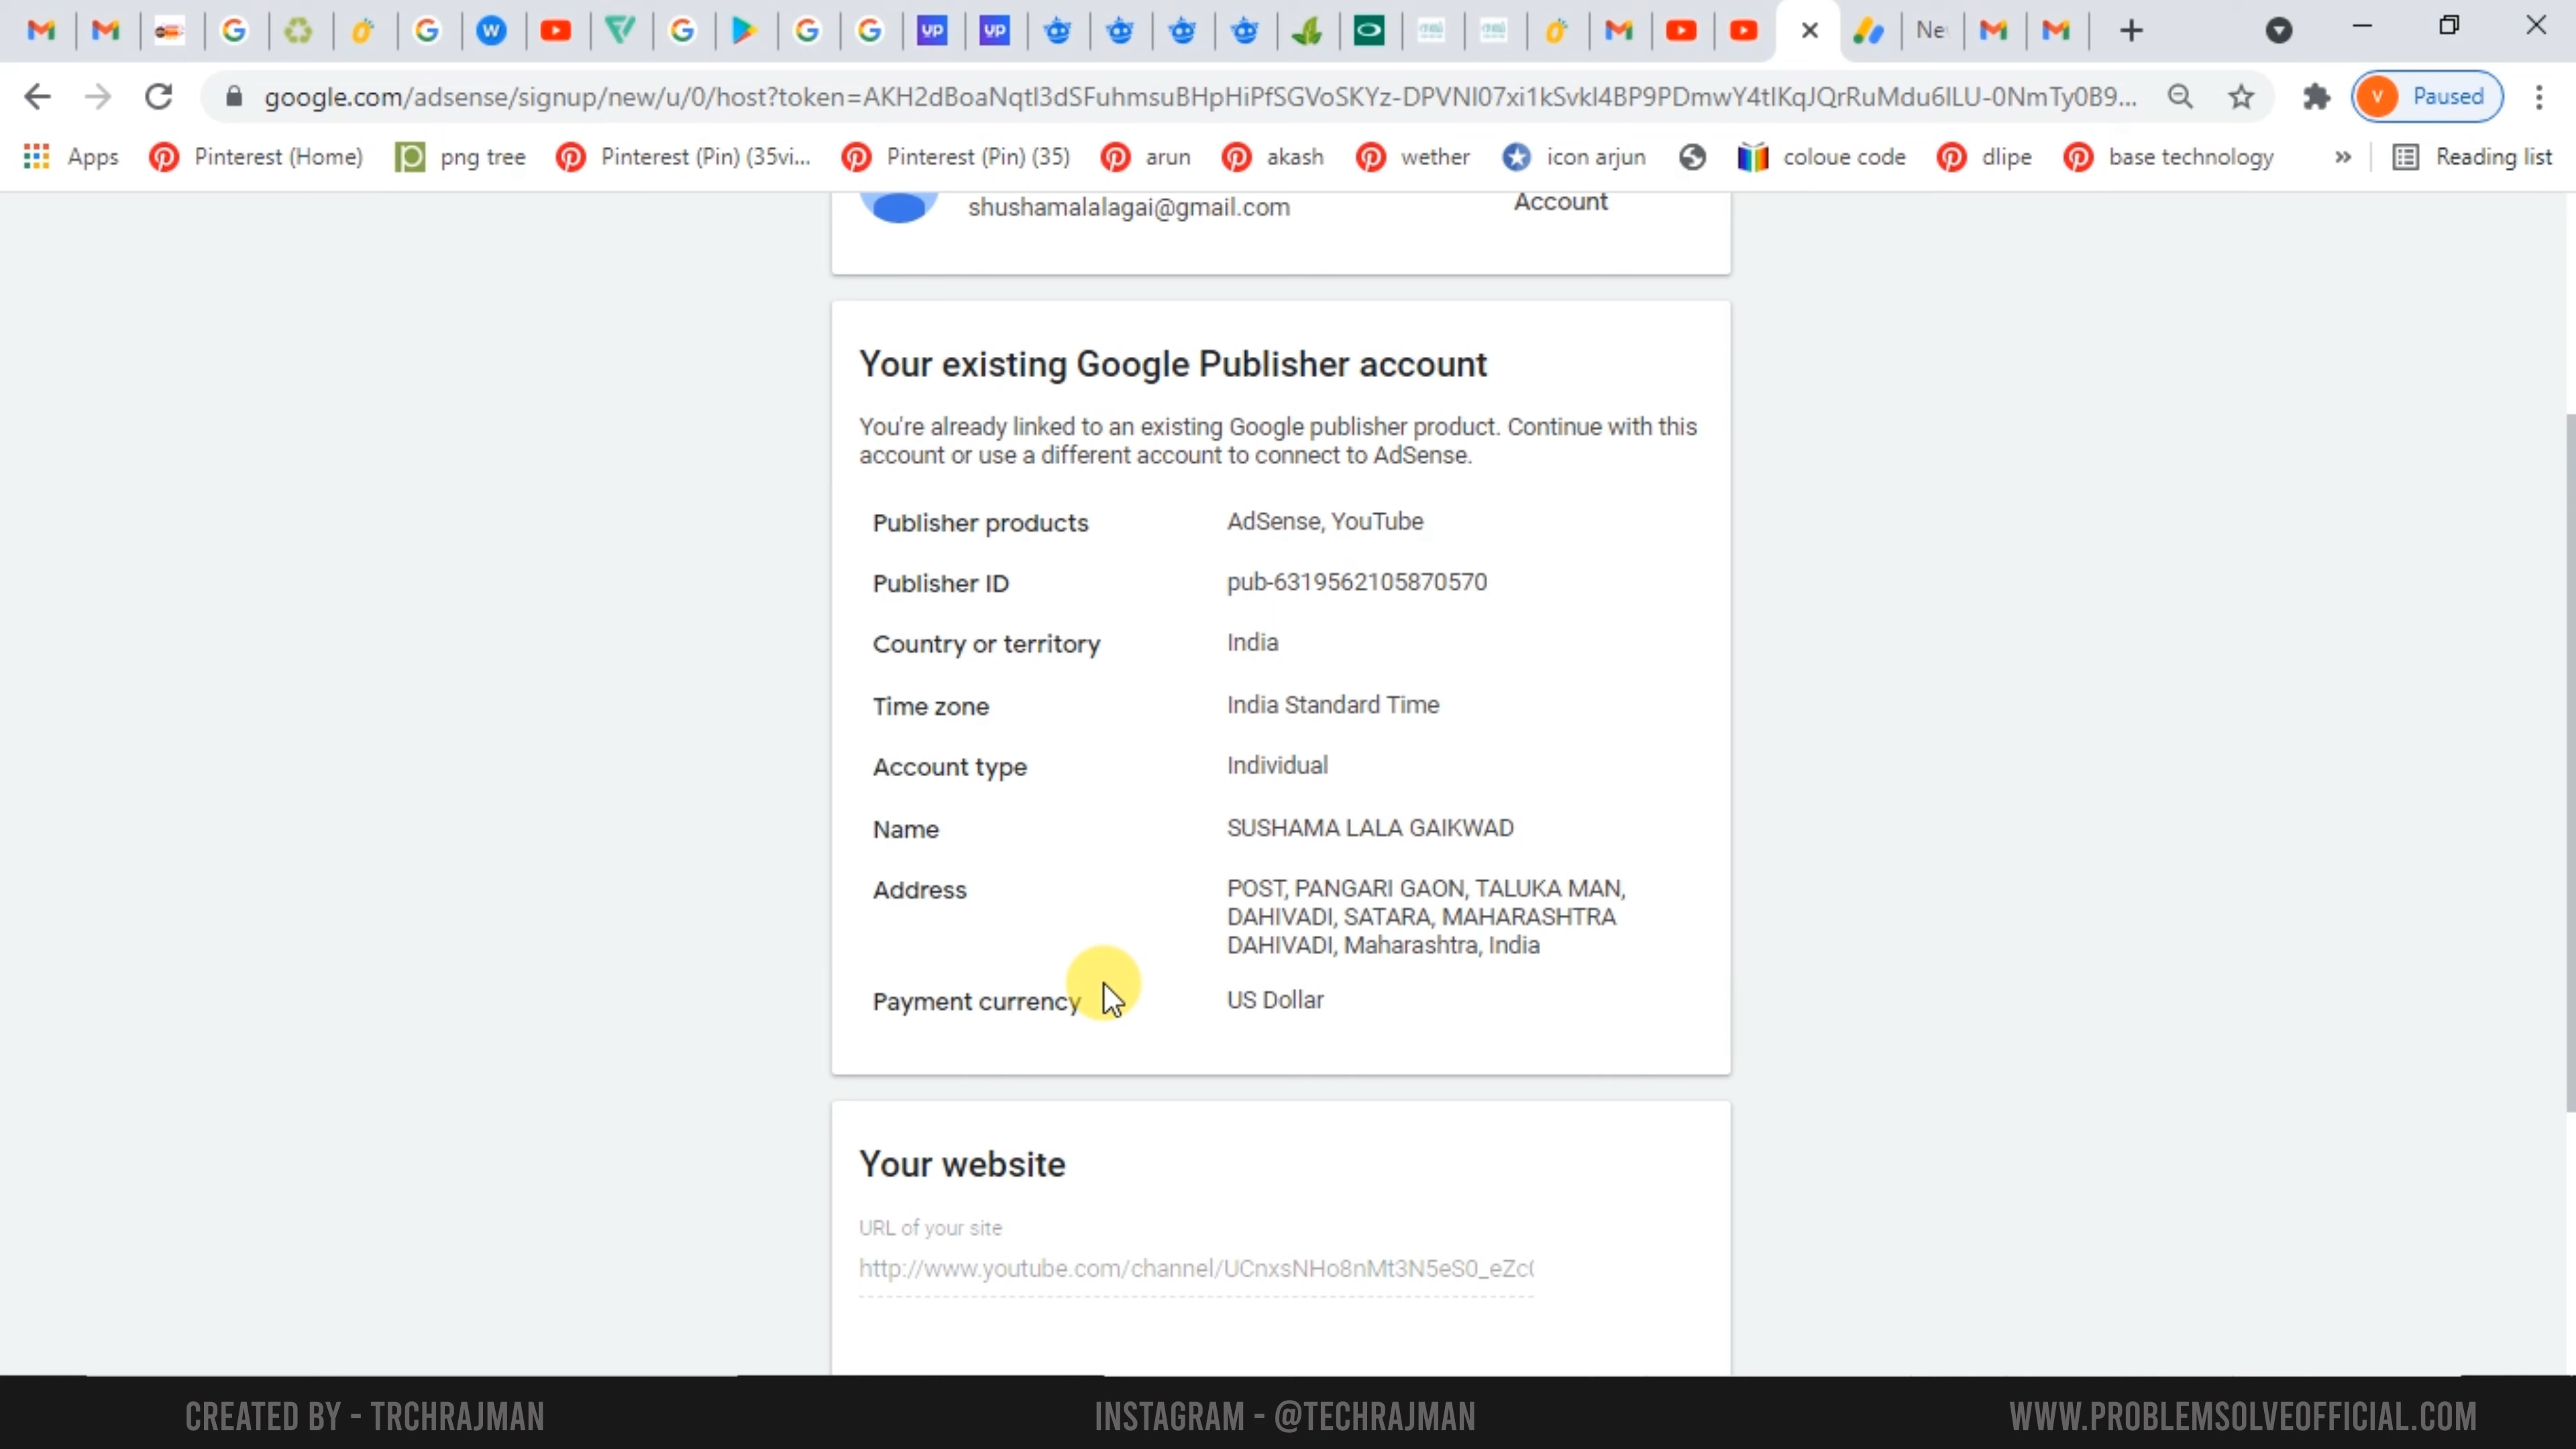 Ne
google.com/adsense/signup/new/u/0/host?token=AKH2dBoaNqtl3dSFuhmsuBHpHiPfSGVoSKYz-DPVNl07xi1kSvkl4BP9PDmwY4tlKqJQrRuMdu6lLU-0NmTy0B9...
V Paused
Apps Pinterest (Home) png tree Pinterest (Pin) (35vi... Pinterest (Pin) (35) arun akash wether icon arjun coloue code dlipe base technology » Reading list
shushamalalagai@gmail.com Account
Your existing Google Publisher account
You're already linked to an existing Google publisher product. Continue with this
account or use a different account to connect to AdSense.
Publisher products AdSense, YouTube
Publisher ID pub-6319562105870570
Country or territory India
Time zone India Standard Time
Account type Individual
Name SUSHAMA LALA GAIKWAD
Address POST, PANGARI GAON, TALUKA MAN,
DAHIVADI, SATARA, MAHARASHTRA
DAHIVADI, Maharashtra, India
Payment currency US Dollar
Your website
URL of your site
http://www.youtube.com/channel/UCnxsNHo8nMt3N5eS0_eZc
CREATED BY - TRCHRAJMAN INSTAGRAM - @TECHRAJMAN WWW.PROBLEMSOLVEOFFICIAL.COM